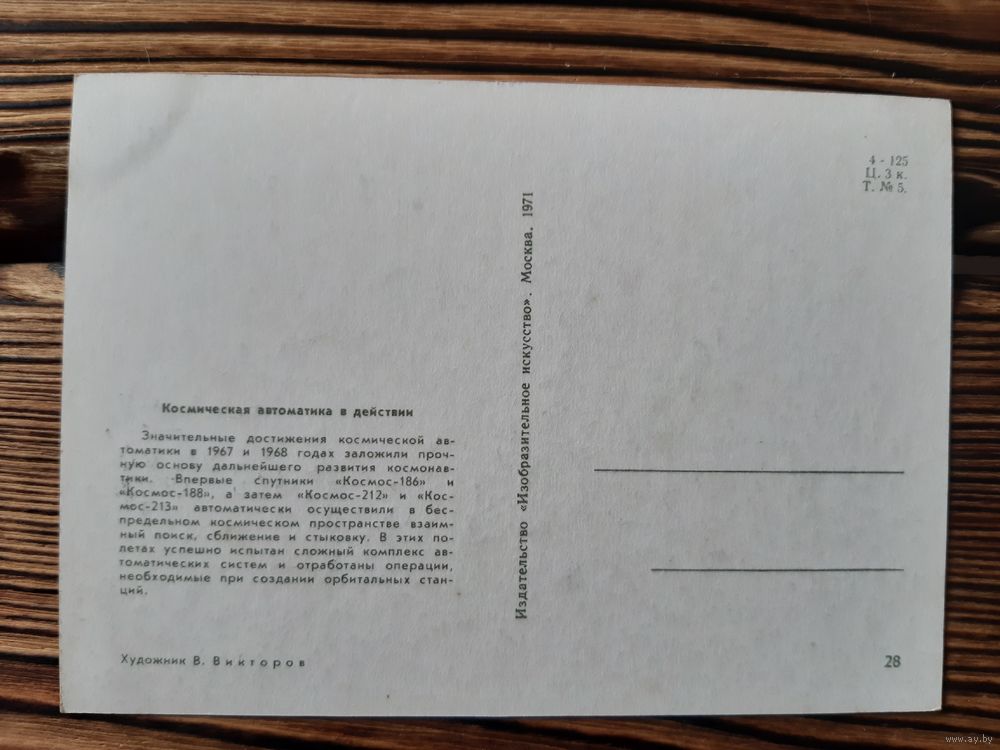 4 - 125
Ц. 3 к.
Т. № 5.
Космическая автоматика в действии
Значительные достижения космической ав-
томатики в 1967 и 1968 годах заложили проч-
ную основу дальнейшего развития космонав-
тики. Впервые спутники «Космос-186» и
«Космос-188», а затем «Космос-212» и «Кос-
мос-213» автоматически осуществили в бес-
предельном космическом пространстве взаим-
ный поиск, сближение и стыковку. В этих по-
летах успешно испытан сложный комплекс ав-
томатических систем и отработаны операции,
необходимые при создании орбитальных стан-
ций.
Художник В. Викторов
Издательство «Изобразительное искусство». Москва. 1971
28
www.ay.by